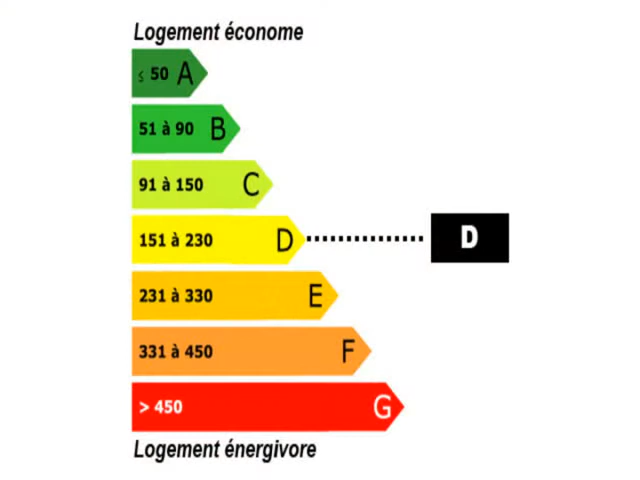 Logement économe
≤ 50 A
51 à 90 B
91 à 150 C
151 à 230 D D
231 à 330 E
331 à 450 F
> 450 G
Logement énergivore